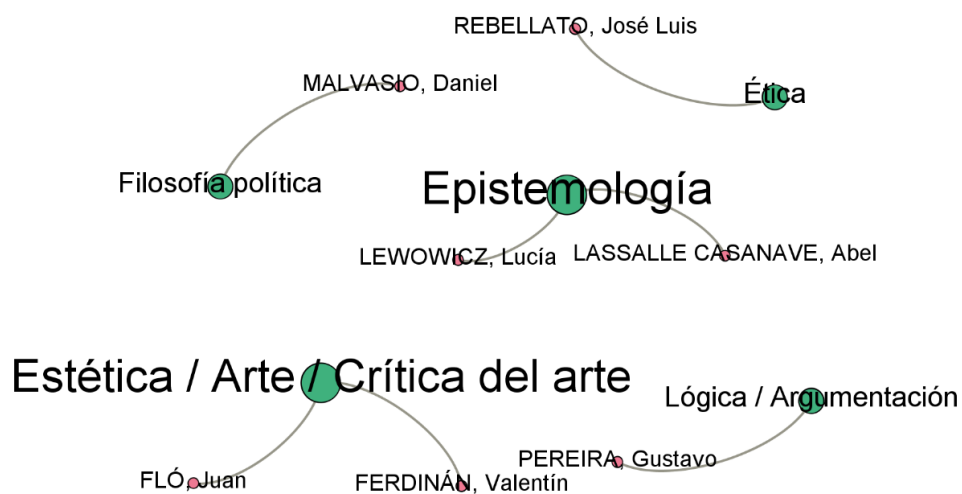 REBELLATO, José Luis
MALVASIO, Daniel
Ética
Filosofía política
Epistemología
LEWOWICZ, Lucía
LASSALLE CASANAVE, Abel
Estética / Arte / Crítica del arte
Lógica / Argumentación
PEREIRA, Gustavo
FLÓ, Juan
FERDINÁN, Valentín